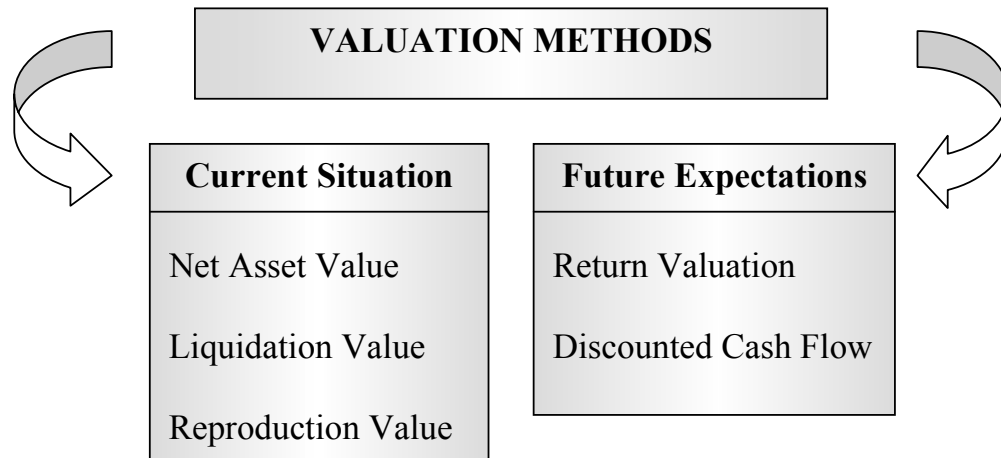 VALUATION METHODS
Current Situation
Net Asset Value
Liquidation Value
Reproduction Value
Future Expectations
Return Valuation
Discounted Cash Flow